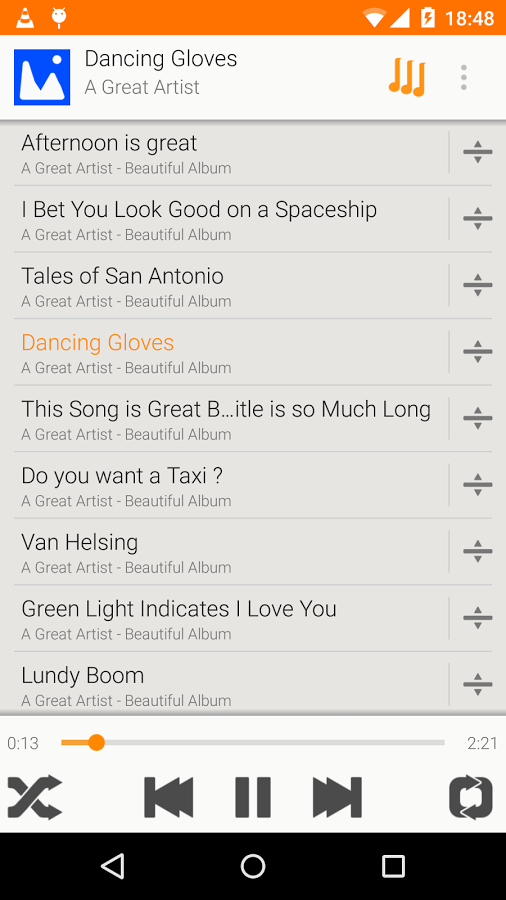 18:48
Dancing Gloves
A Great Artist
Afternoon is great
A Great Artist - Beautiful Album
I Bet You Look Good on a Spaceship
A Great Artist - Beautiful Album
Tales of San Antonio
A Great Artist - Beautiful Album
Dancing Gloves
A Great Artist - Beautiful Album
This Song is Great B...itle is so Much Long
A Great Artist - Beautiful Album
Do you want a Taxi ?
A Great Artist - Beautiful Album
Van Helsing
A Great Artist - Beautiful Album
Green Light Indicates I Love You
A Great Artist - Beautiful Album
Lundy Boom
A Great Artist - Beautiful Album
0:13
2:21